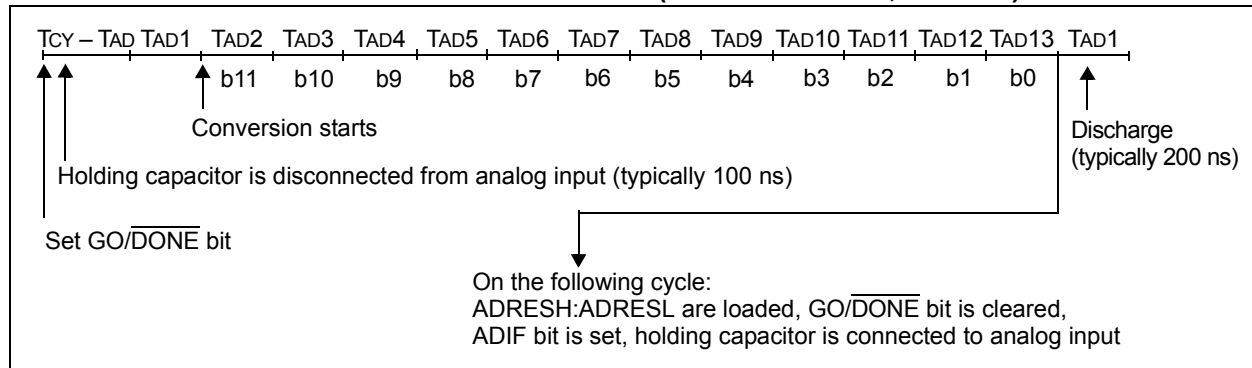 TCY – TAD TAD1 TAD2 TAD3 TAD4 TAD5 TAD6 TAD7 TAD8 TAD9 TAD10 TAD11 TAD12 TAD13 TAD1
b11 b10 b9 b8 b7 b6 b5 b4 b3 b2 b1 b0
Conversion starts
Discharge
(typically 200 ns)
Holding capacitor is disconnected from analog input (typically 100 ns)
Set GO/DONE bit
On the following cycle:
ADRESH:ADRESL are loaded, GO/DONE bit is cleared,
ADIF bit is set, holding capacitor is connected to analog input